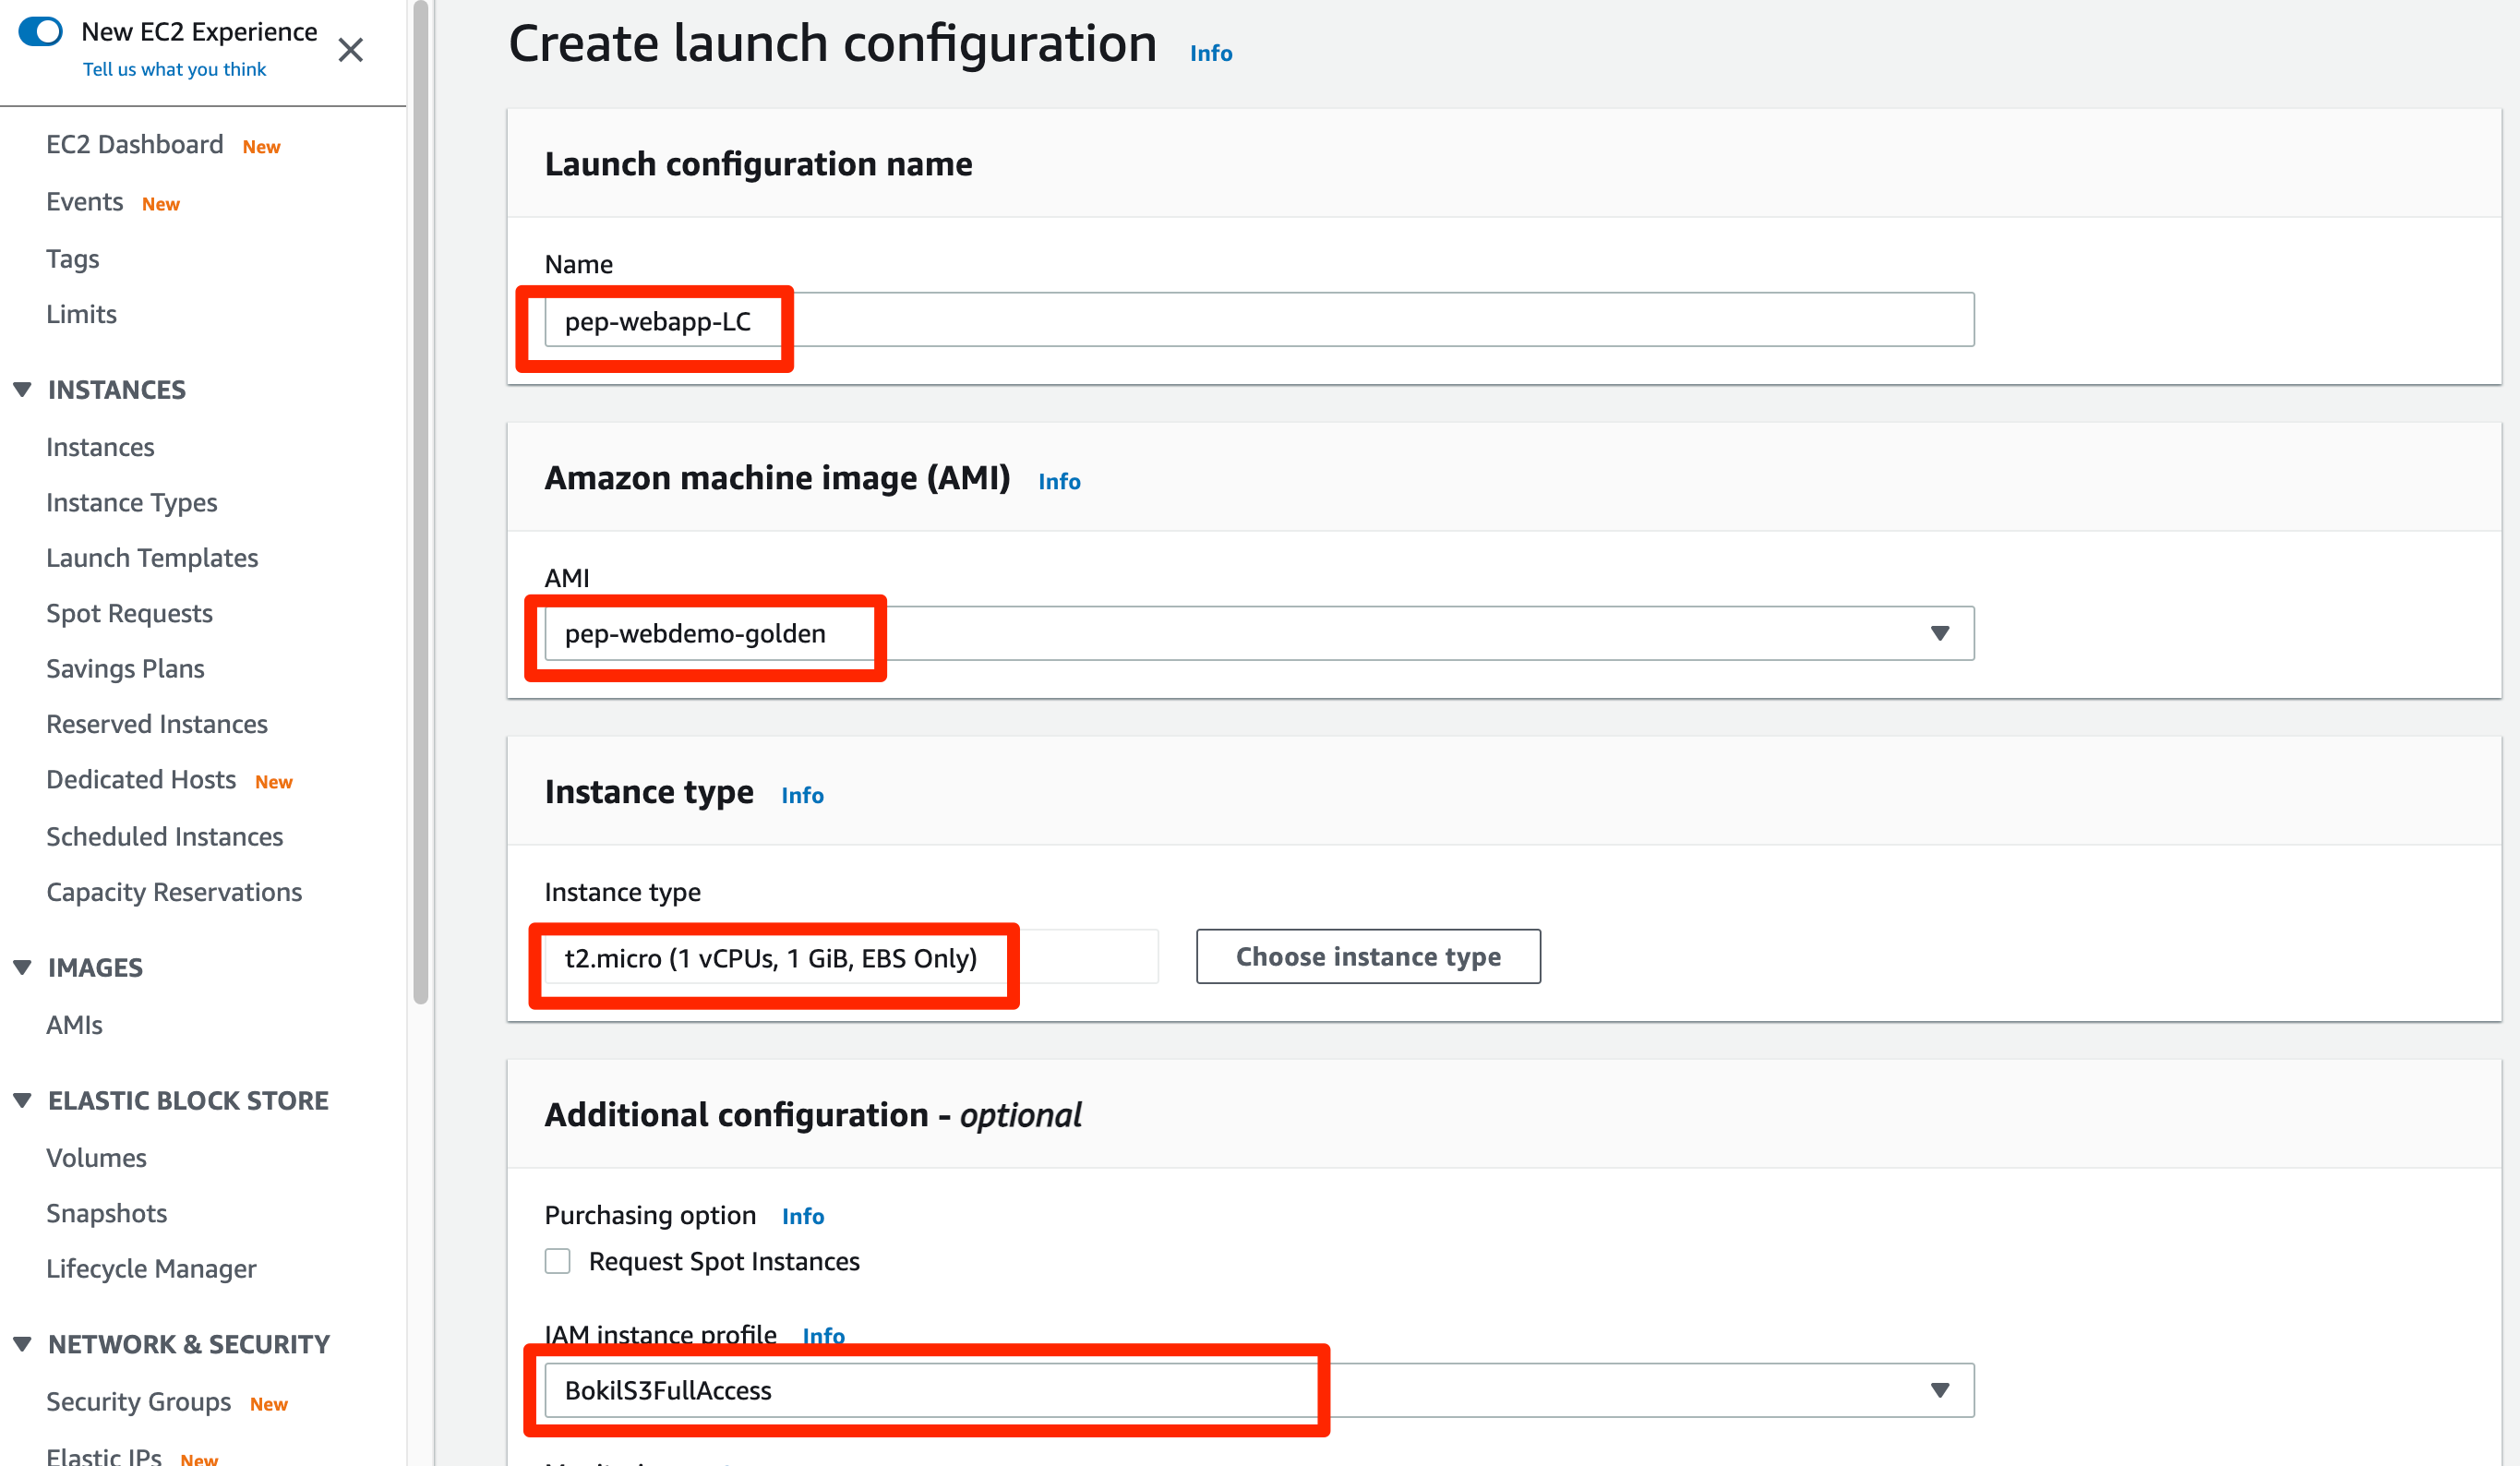 New EC2 Experience
Tell us what you think
EC2 Dashboard New
Events New
Tags
Limits
INSTANCES
Instances
Instance Types
Launch Templates
Spot Requests
Savings Plans
Reserved Instances
Dedicated Hosts New
Scheduled Instances
Capacity Reservations
IMAGES
AMIs
ELASTIC BLOCK STORE
Volumes
Snapshots
Lifecycle Manager
NETWORK & SECURITY
Security Groups New
Elastic IPs New
Create launch configuration Info
Launch configuration name
Name
pep-webapp-LC
Amazon machine image (AMI) Info
AMI
pep-webdemo-golden
Instance type Info
Instance type
t2.micro (1 vCPUs, 1 GiB, EBS Only)
Choose instance type
Additional configuration - optional
Purchasing option Info
Request Spot Instances
IAM instance profile Info
BokilS3FullAccess